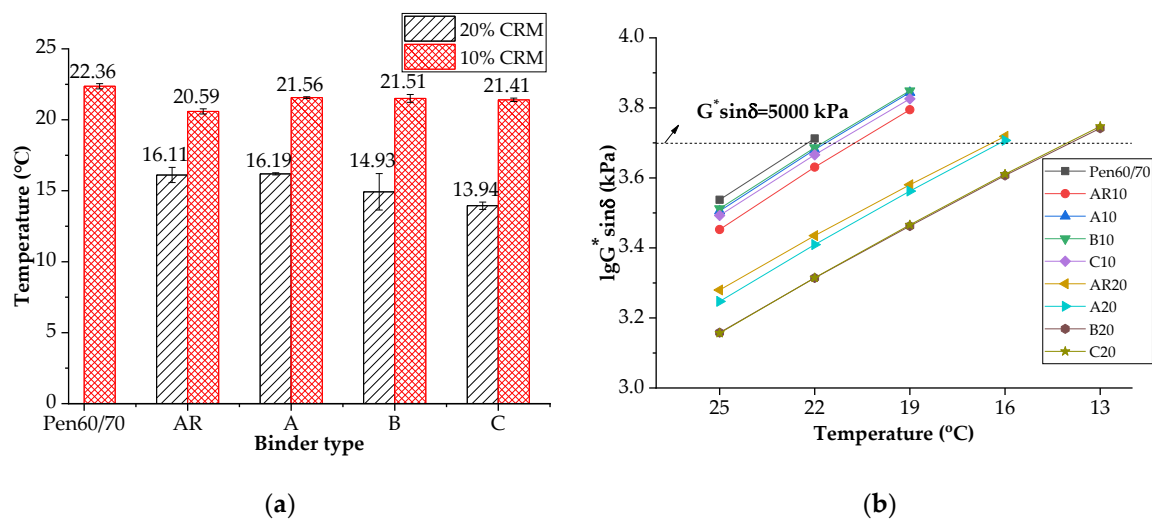 20% CRM
10% CRM
25
20
15
10
5
0
22.36
20.59
21.56
21.51
21.41
16.11
16.19
14.93
13.94
Temperature (°C)
Pen60/70 AR A B C
Binder type
(a)
4.0
3.8
3.6
3.4
3.2
3.0
G*sinδ=5000 kPa
lgG*sinδ (kPa)
Pen60/70
AR10
A10
B10
C10
AR20
A20
B20
C20
25 22 19 16 13
Temperature (°C)
(b)